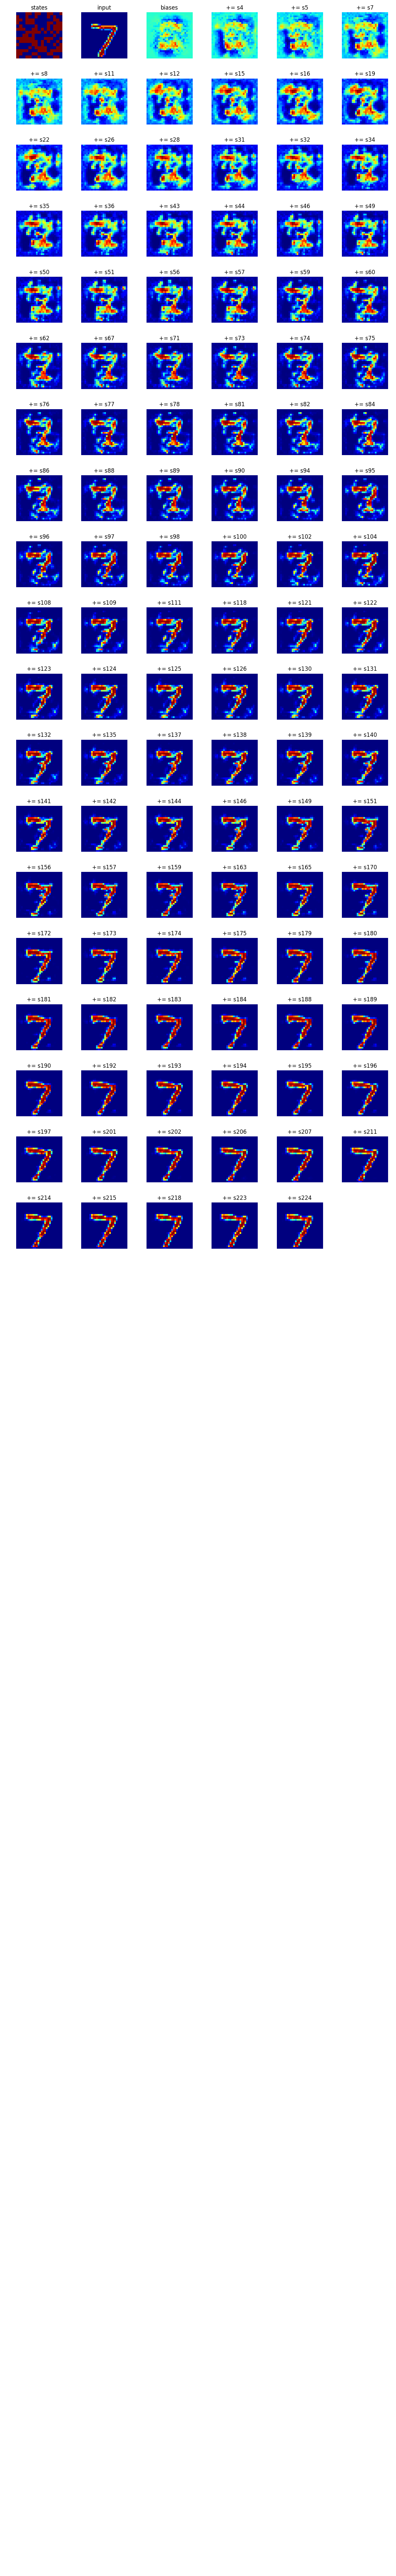 states input biases += s4 += s5 += s7
+= s8 += s11 += s12 += s15 += s16 += s19
+= s22 += s26 += s28 += s31 += s32 += s34
+= s35 += s36 += s43 += s44 += s46 += s49
+= s50 += s51 += s56 += s57 += s59 += s60
+= s62 += s67 += s71 += s73 += s74 += s75
+= s76 += s77 += s78 += s81 += s82 += s84
+= s86 += s88 += s89 += s90 += s94 += s95
+= s96 += s97 += s98 += s100 += s102 += s104
+= s108 += s109 += s111 += s118 += s121 += s122
+= s123 += s124 += s125 += s126 += s130 += s131
+= s132 += s135 += s137 += s138 += s139 += s140
+= s141 += s142 += s144 += s146 += s149 += s151
+= s156 += s157 += s159 += s163 += s165 += s170
+= s172 += s173 += s174 += s175 += s179 += s180
+= s181 += s182 += s183 += s184 += s188 += s189
+= s190 += s192 += s193 += s194 += s195 += s196
+= s197 += s201 += s202 += s206 += s207 += s211
+= s214 += s215 += s218 += s223 += s224